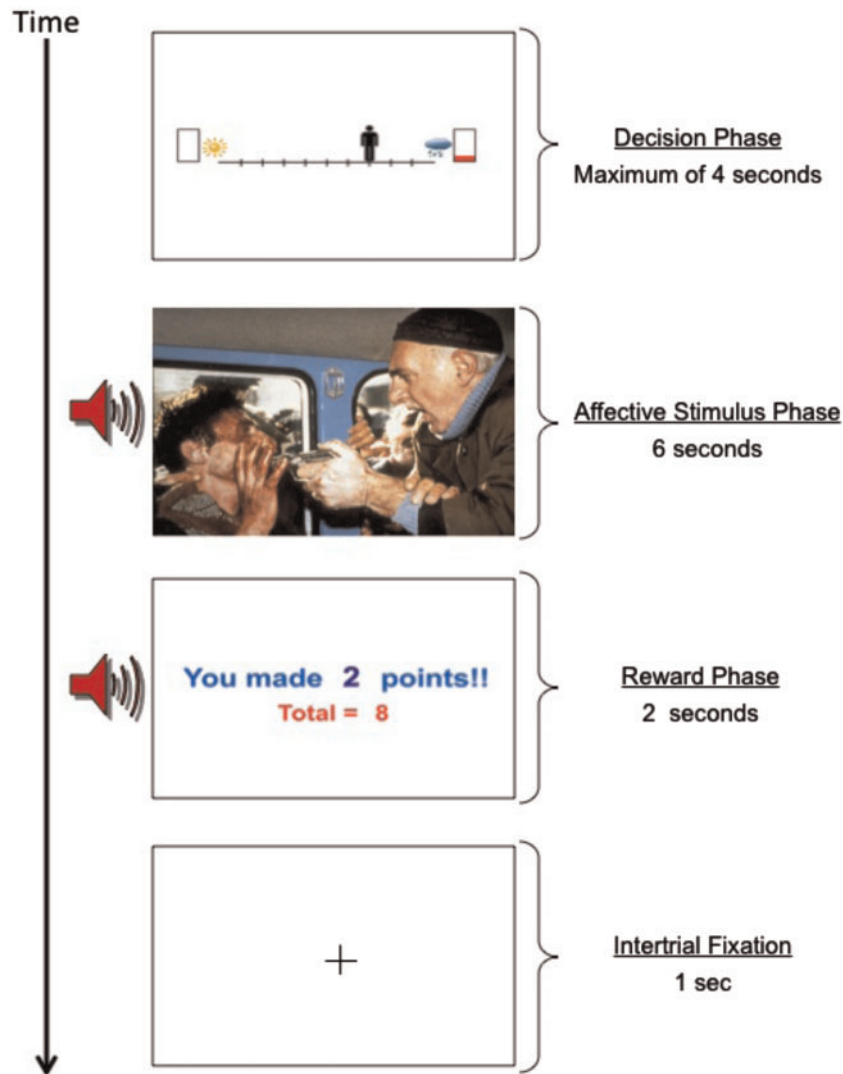 Time
Decision Phase
Maximum of 4 seconds
Affective Stimulus Phase
6 seconds
You made 2 points!!
Total = 8
Reward Phase
2 seconds
Intertrial Fixation
1 sec